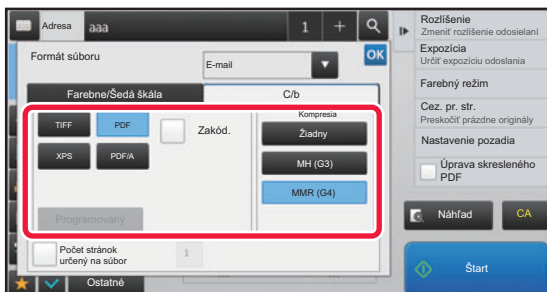 Adresa
aaa
1
Formát súboru
E-mail
OK
Farebne/Šedá škála
C/b
TIFF
PDF
Zakód.
XPS
PDF/A
Programovaný
Kompresia
Žiadny
MH (G3)
MMR (G4)
Počet stránok
určený na súbor
1
Ostatné
Rozlíšenie
Zmeniť rozlíšenie odosielani
Expozícia
Určiť expozíciu odoslania
Farebný režim
Cez. pr. str.
Preskočiť prázdne originály
Nastavenie pozadia
Úprava skresleného
PDF
Náhľad
CA
Štart